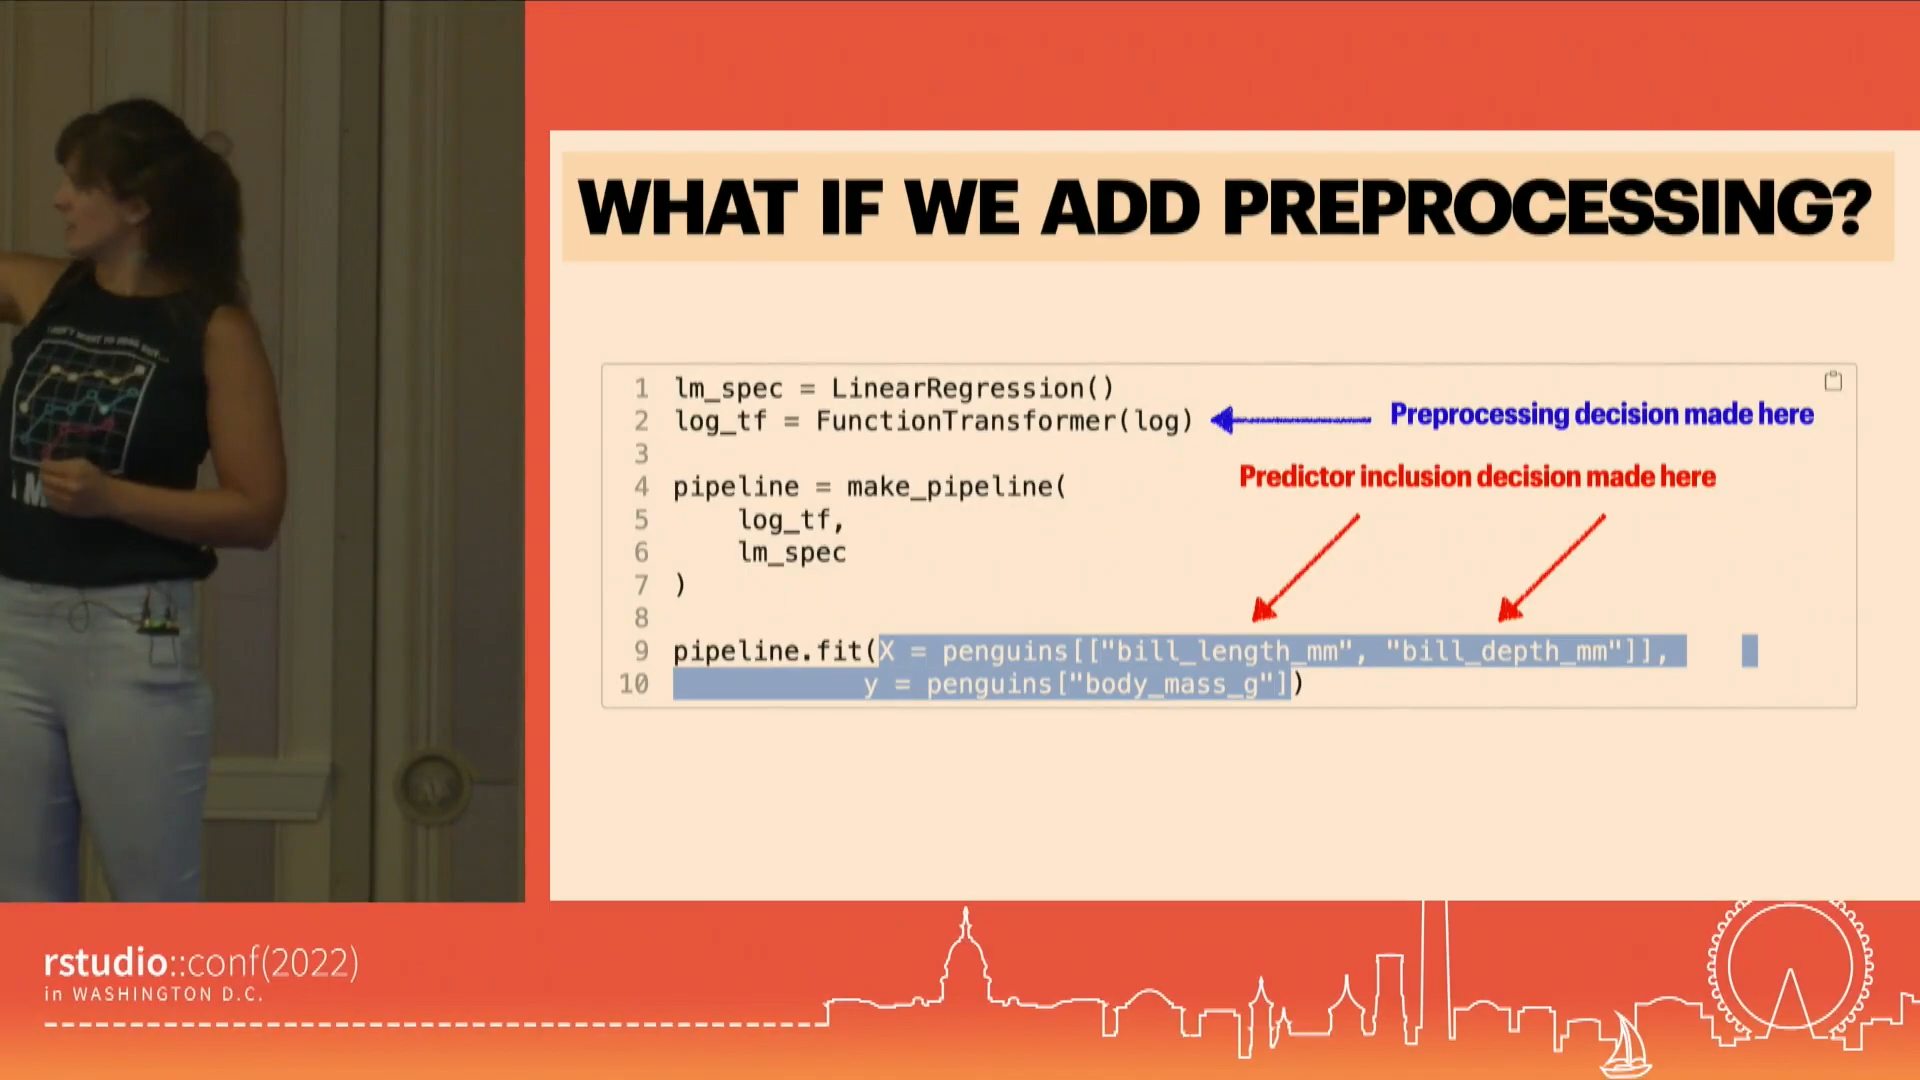 WHAT IF WE ADD PREPROCESSING?
1 lm_spec = LinearRegression()
2 log_tf = FunctionTransformer(log)
Preprocessing decision made here
3
Predictor inclusion decision made here
4 pipeline = make_pipeline(
5 log_tf,
6 lm_spec
7 )
8
9 pipeline.fit(X = penguins[["bill_length_mm", "bill_depth_mm"]],
10 y = penguins["body_mass_g"])
rstudio::conf(2022)
in WASHINGTON D.C.